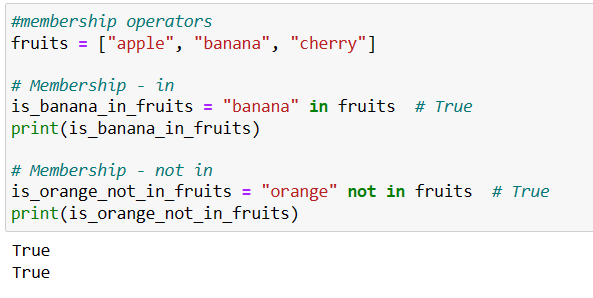 #membership operators
fruits = ["apple", "banana", "cherry"]
# Membership - in
is_banana_in_fruits = "banana" in fruits  # True
print(is_banana_in_fruits)
# Membership - not in
is_orange_not_in_fruits = "orange" not in fruits  # True
print(is_orange_not_in_fruits)
True
True